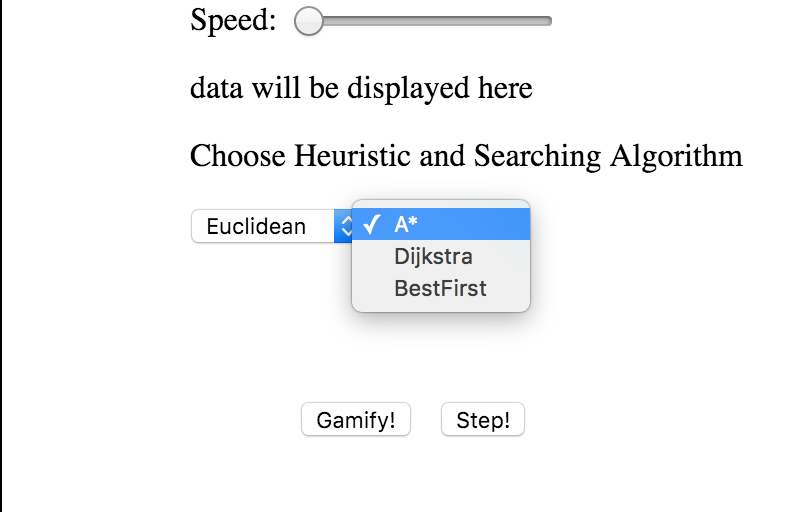 Speed:
data will be displayed here
Choose Heuristic and Searching Algorithm
Euclidean ✓ A*
Dijkstra
BestFirst
Gamify! Step!